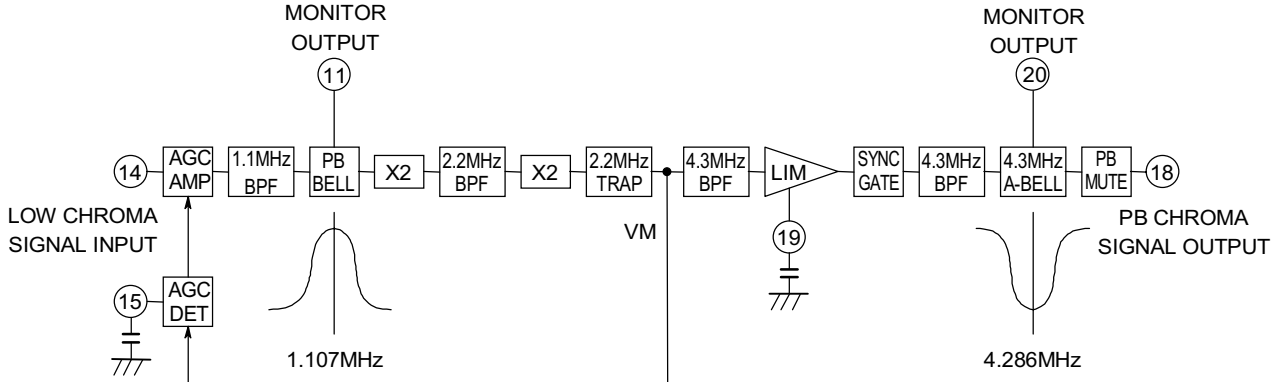 MONITOR
OUTPUT
11
MONITOR
OUTPUT
20
14
AGC
AMP
1.1MHz
BPF
PB
BELL
X2
2.2MHz
BPF
X2
2.2MHz
TRAP
4.3MHz
BPF
LIM
SYNC
GATE
4.3MHz
BPF
4.3MHz
A-BELL
PB
MUTE
18
LOW CHROMA
SIGNAL INPUT
VM
19
PB CHROMA
SIGNAL OUTPUT
15
AGC
DET
1.107MHz
4.286MHz